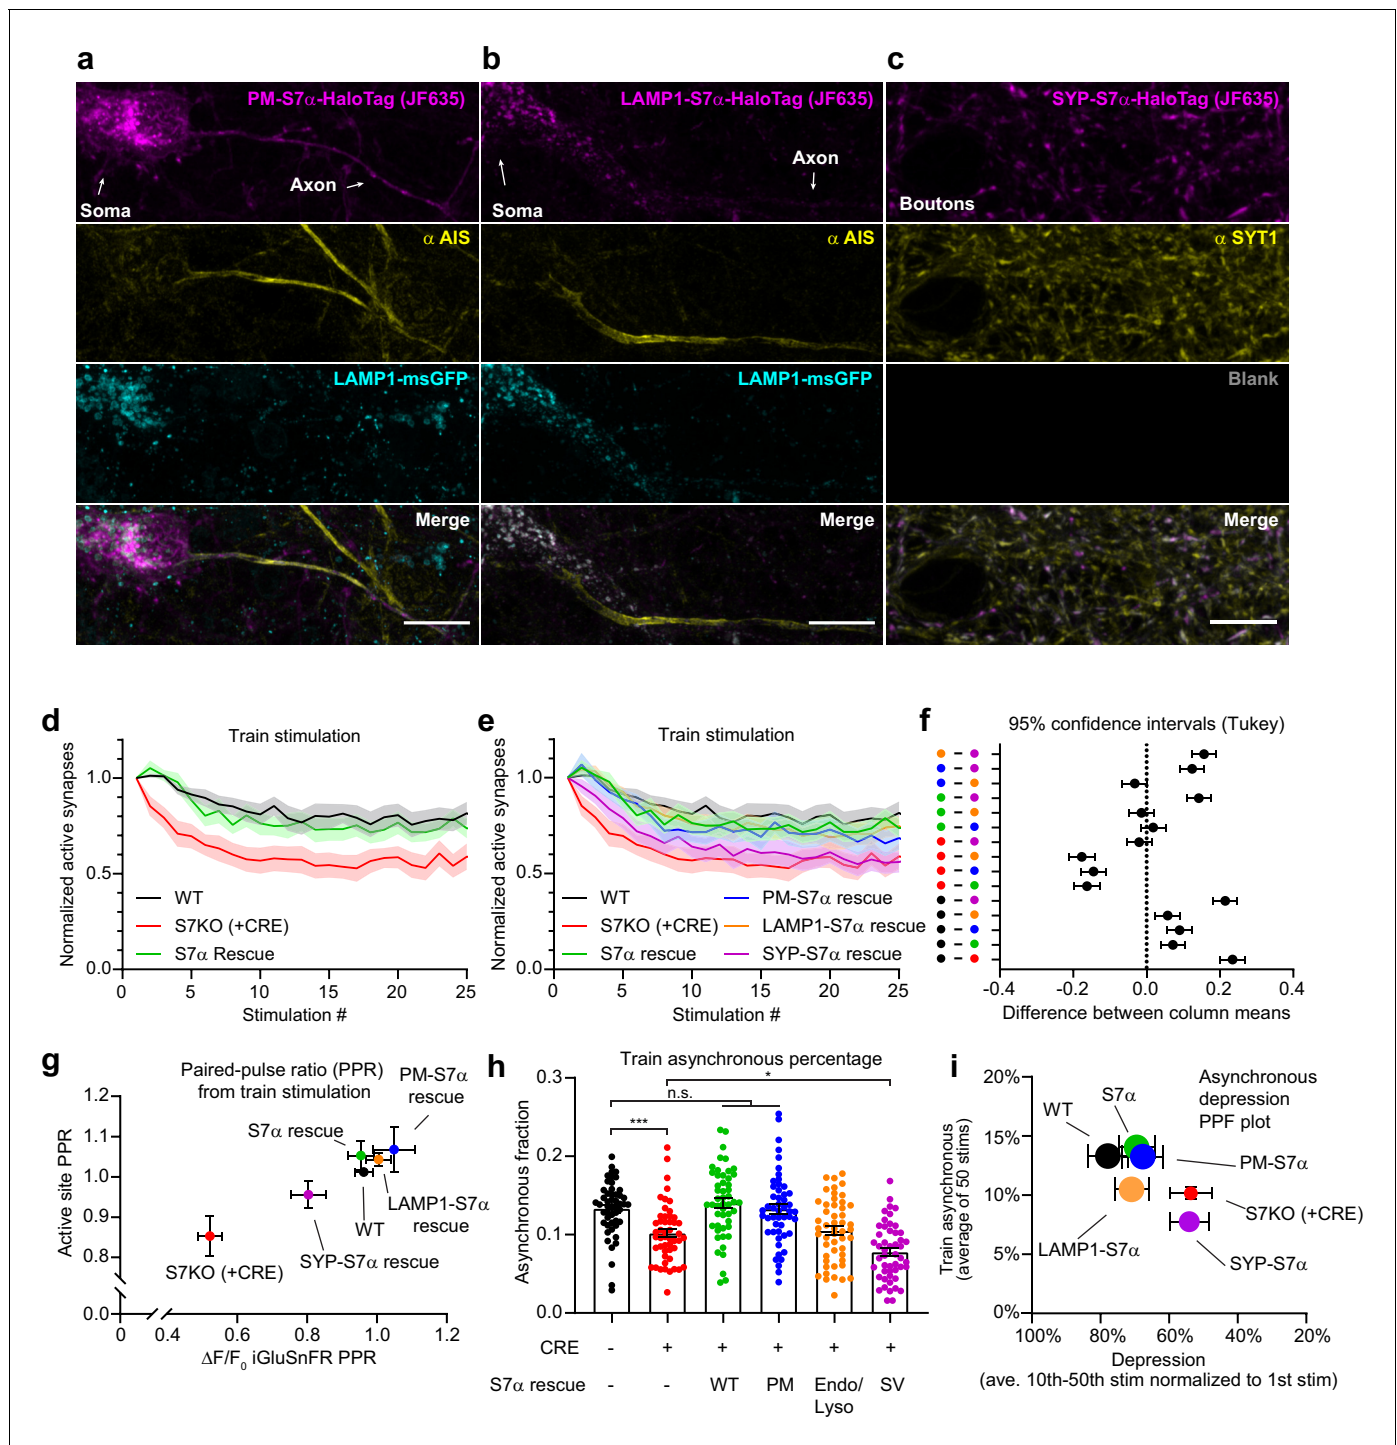 a
b
c
PM-S7α-HaloTag (JF635)
LAMP1-S7α-HaloTag (JF635)
SYP-S7α-HaloTag (JF635)
Axon
Soma
Axon
Soma
Boutons
α AIS
α AIS
α SYT1
LAMP1-msGFP
LAMP1-msGFP
Blank
Merge
Merge
Merge
d
Train stimulation
Normalized active synapses
1.0
0.5
0.0
WT
S7KO (+CRE)
S7α Rescue
0 5 10 15 20 25
Stimulation #
e
Train stimulation
Normalized active synapses
1.0
0.5
0.0
WT
S7KO (+CRE)
S7α rescue
PM-S7α rescue
LAMP1-S7α rescue
SYP-S7α rescue
0 5 10 15 20 25
Stimulation #
f
95% confidence intervals (Tukey)
-0.4 -0.2 0.0 0.2 0.4
Difference between column means
g
Paired-pulse ratio (PPR)
from train stimulation
PM-S7α
rescue
S7α rescue
LAMP1-S7α
rescue
WT
SYP-S7α rescue
S7KO (+CRE)
Active site PPR
1.2
1.1
1.0
0.9
0.8
0.0
0 0.4 0.6 0.8 1.0 1.2
ΔF/F0 iGluSnFR PPR
h
Train asynchronous percentage
Asynchronous fraction
0.3
0.2
0.1
0.0
*
n.s.
***
CRE - + + + + +
S7α rescue - - WT PM Endo/ SV
Lyso
i
Asynchronous
depression
PPF plot
Train asynchronous
(average of 50 stims)
20%
15%
10%
5%
0%
WT
S7α
PM-S7α
S7KO (+CRE)
LAMP1-S7α
SYP-S7α
100% 80% 60% 40% 20%
Depression
(ave. 10th-50th stim normalized to 1st stim)